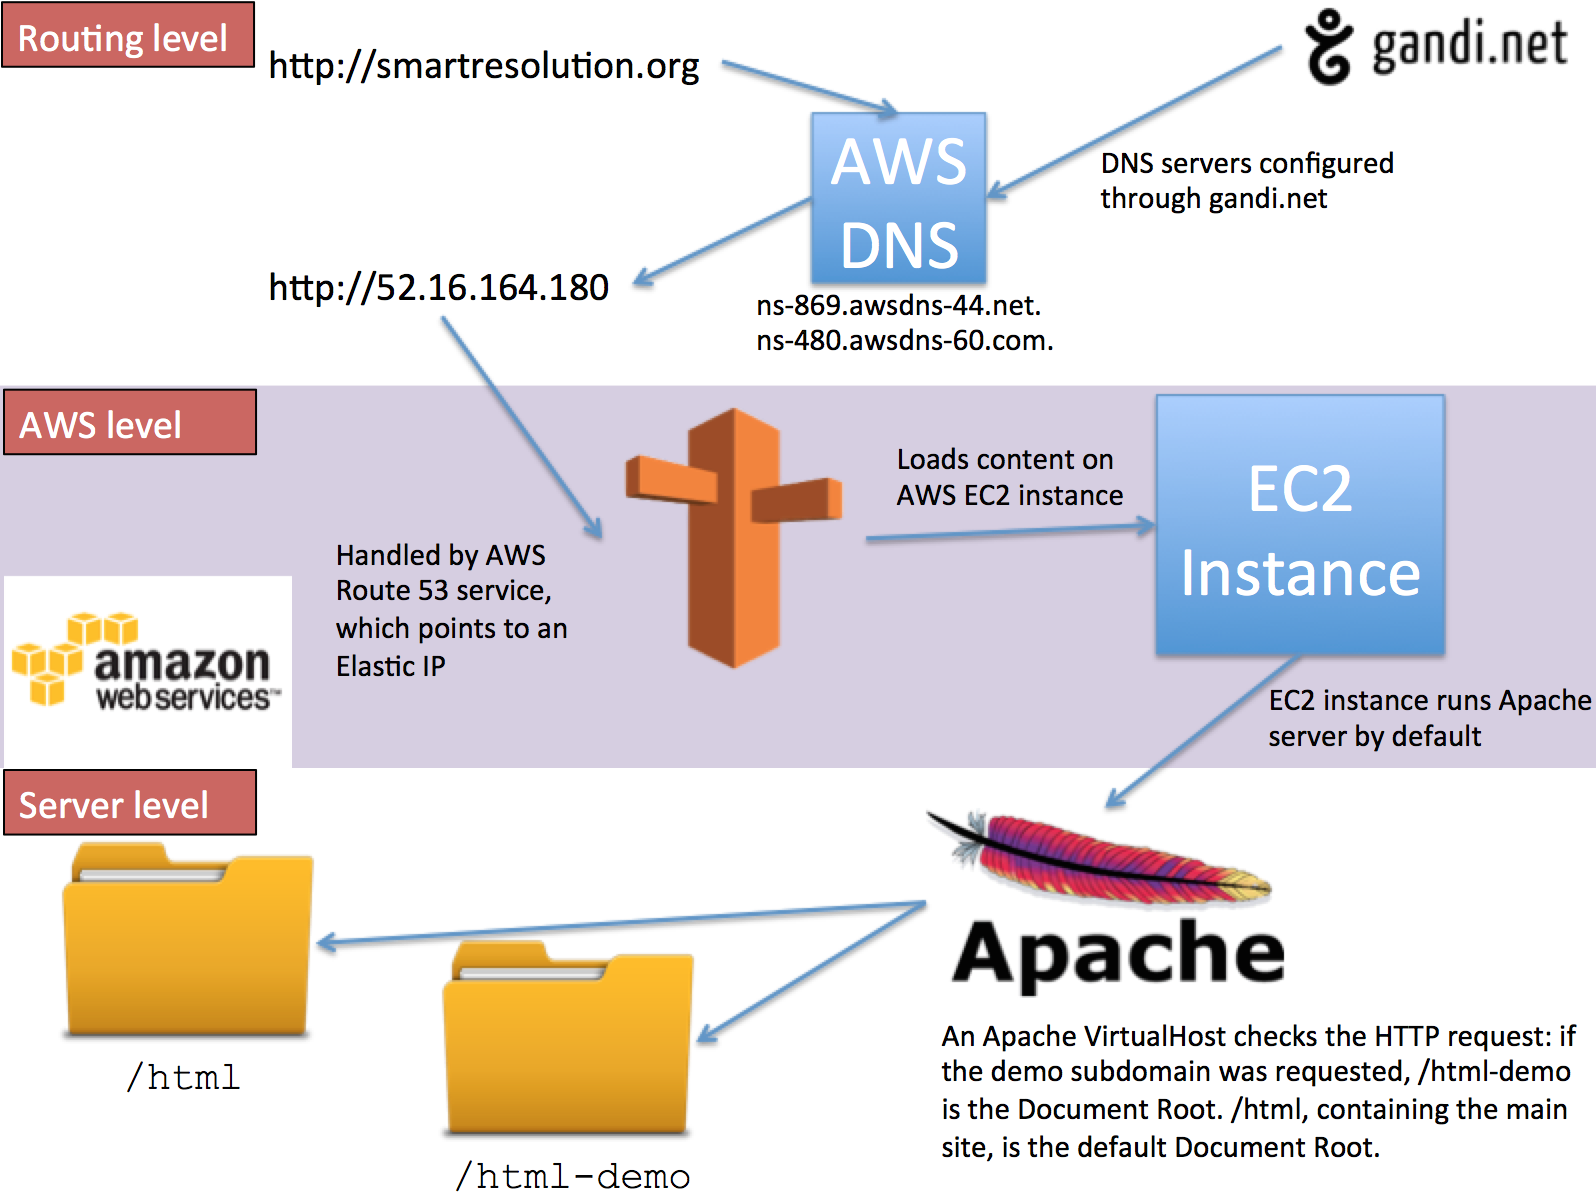 Routing level
http://smartresolution.org
gandi.net
AWS
DNS
DNS servers configured
through gandi.net
http://52.16.164.180
ns-869.awsdns-44.net.
ns-480.awsdns-60.com.
AWS level
Loads content on
AWS EC2 instance
EC2
Instance
Handled by AWS
Route 53 service,
which points to an
Elastic IP
amazon
webservices™
EC2 instance runs Apache
server by default
Server level
Apache
/html
/html-demo
An Apache VirtualHost checks the HTTP request: if
the demo subdomain was requested, /html-demo
is the Document Root. /html, containing the main
site, is the default Document Root.